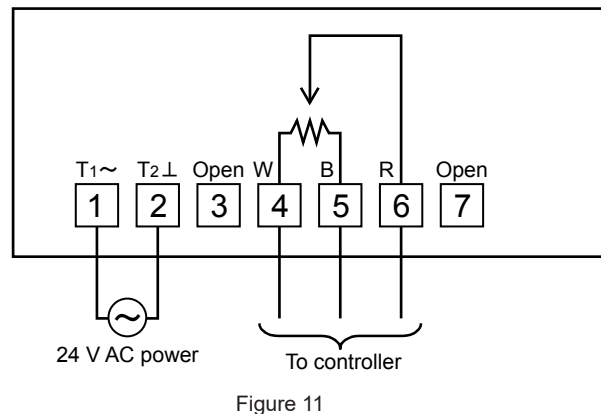 T1~ T2⊥ Open W B R Open
1 2 3 4 5 6 7
24 V AC power
To controller
Figure 11